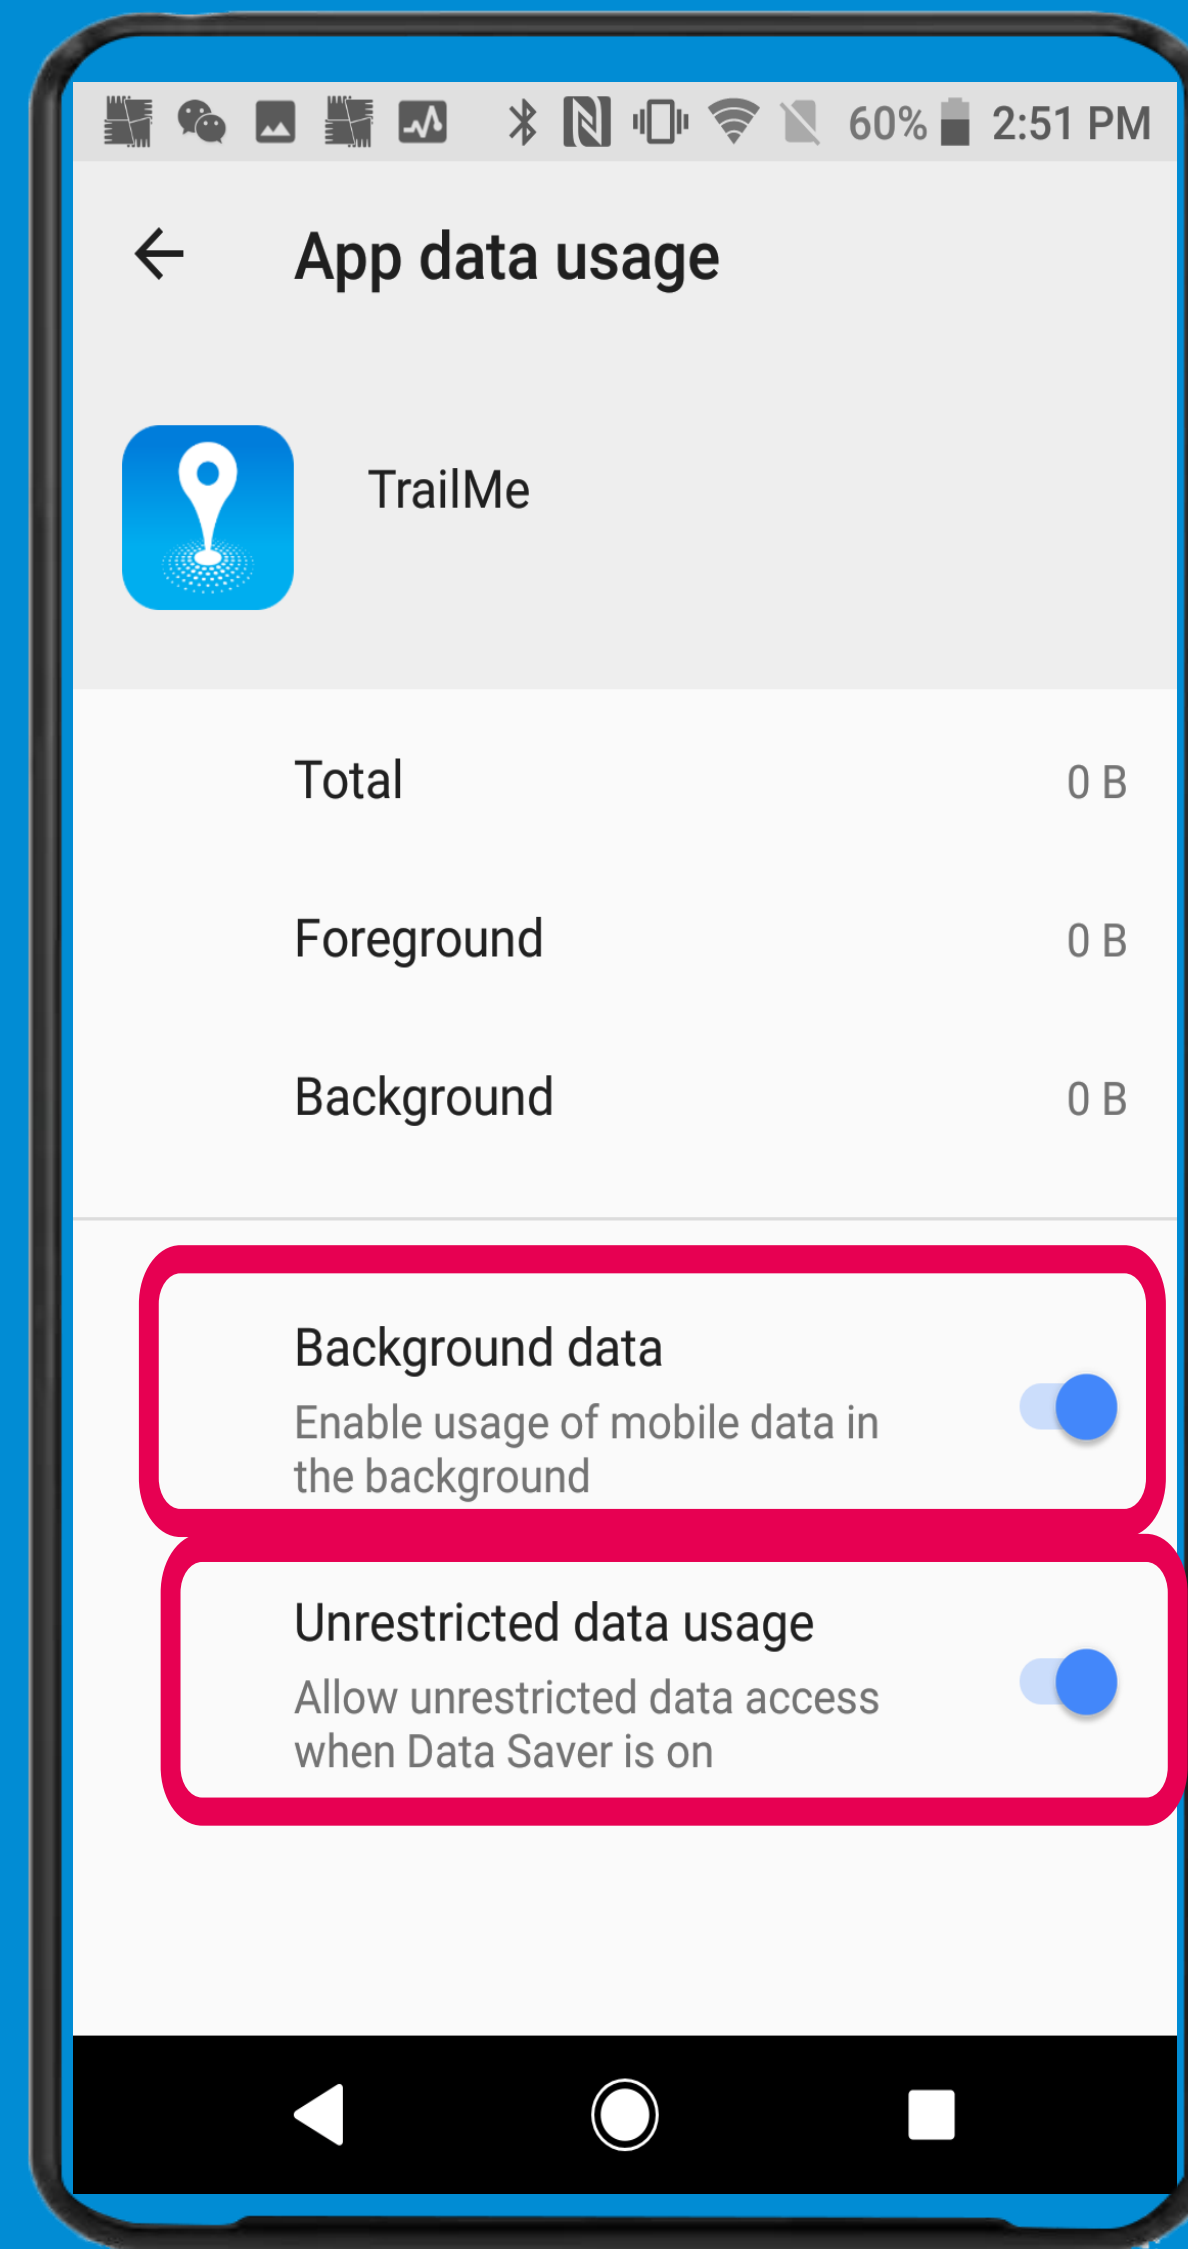 60% 2:51 PM
App data usage
TrailMe
Total 0 B
Foreground 0 B
Background 0 B
Background data
Enable usage of mobile data in
the background
Unrestricted data usage
Allow unrestricted data access
when Data Saver is on